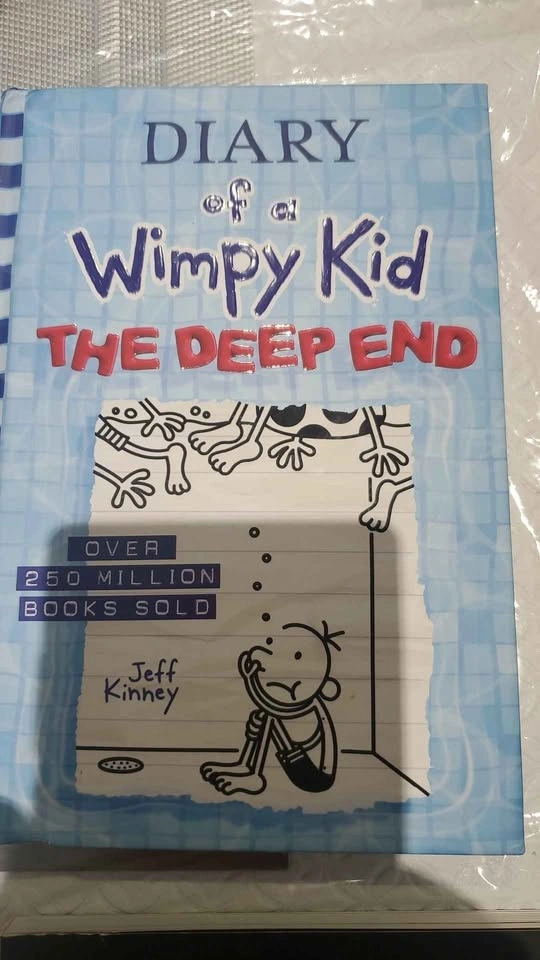 DIARY
of a
Wimpy Kid
THE DEEP END
OVER
250 MILLION
BOOKS SOLD
Jeff
Kinney